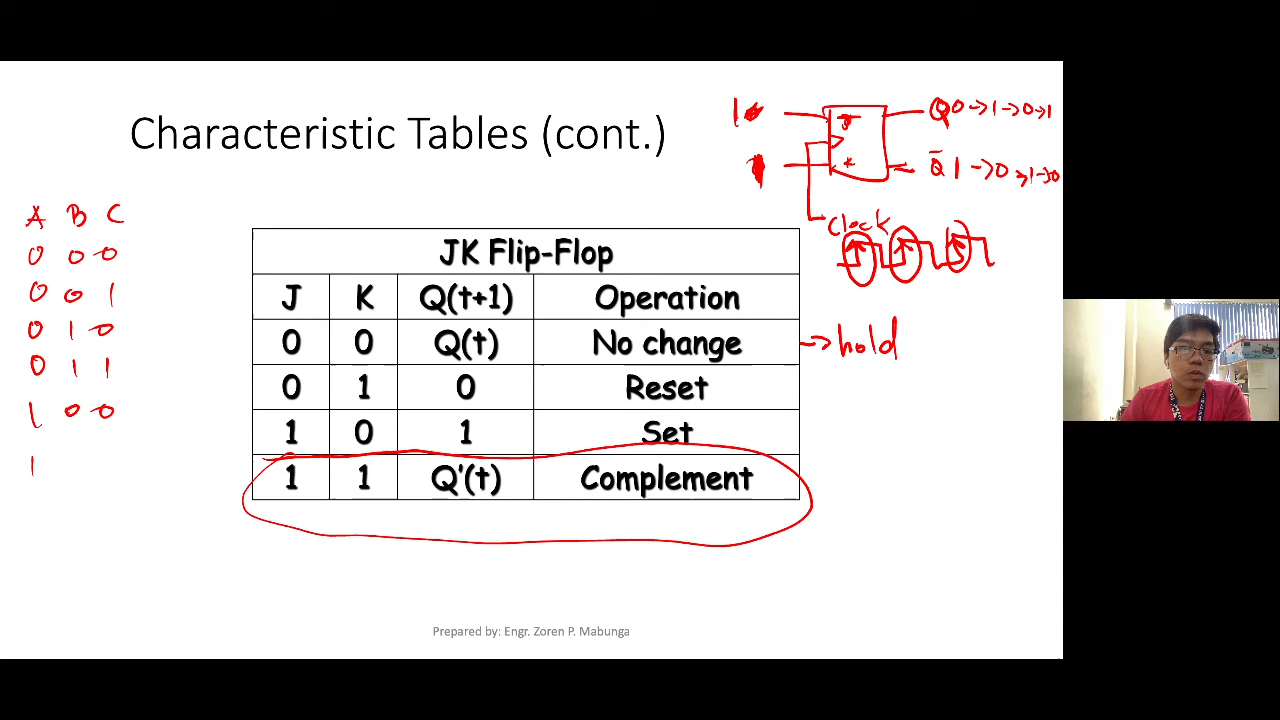 Characteristic Tables (cont.)
1
J
Q 0→1→0→1
1
K
Q̄ 1→0→1→0
Clock
A B C
0 0 0
0 0 1
0 1 0
0 1 1
1 0 0
1
JK Flip-Flop
J K Q(t+1) Operation
0 0 Q(t) No change →hold
0 1 0 Reset
1 0 1 Set
1 1 Q'(t) Complement
Prepared by: Engr. Zoren P. Mabunga